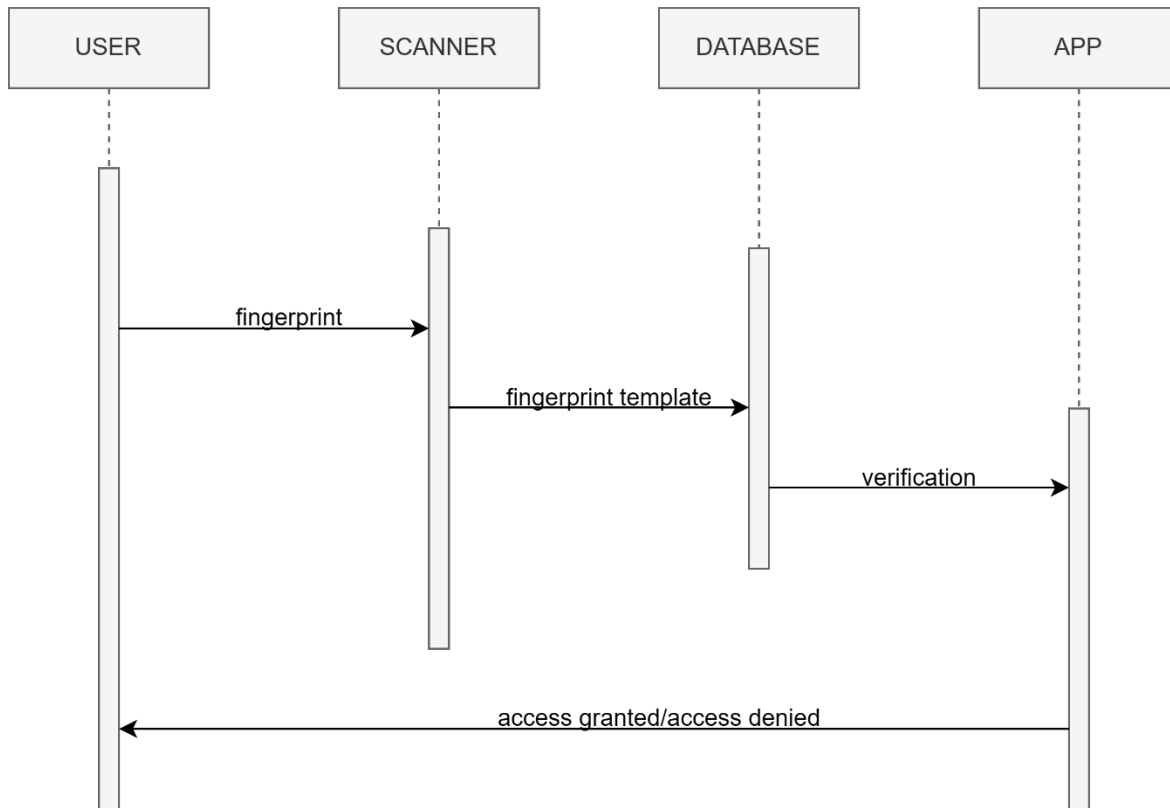 USER
SCANNER
DATABASE
APP
fingerprint
fingerprint template
verification
access granted/access denied